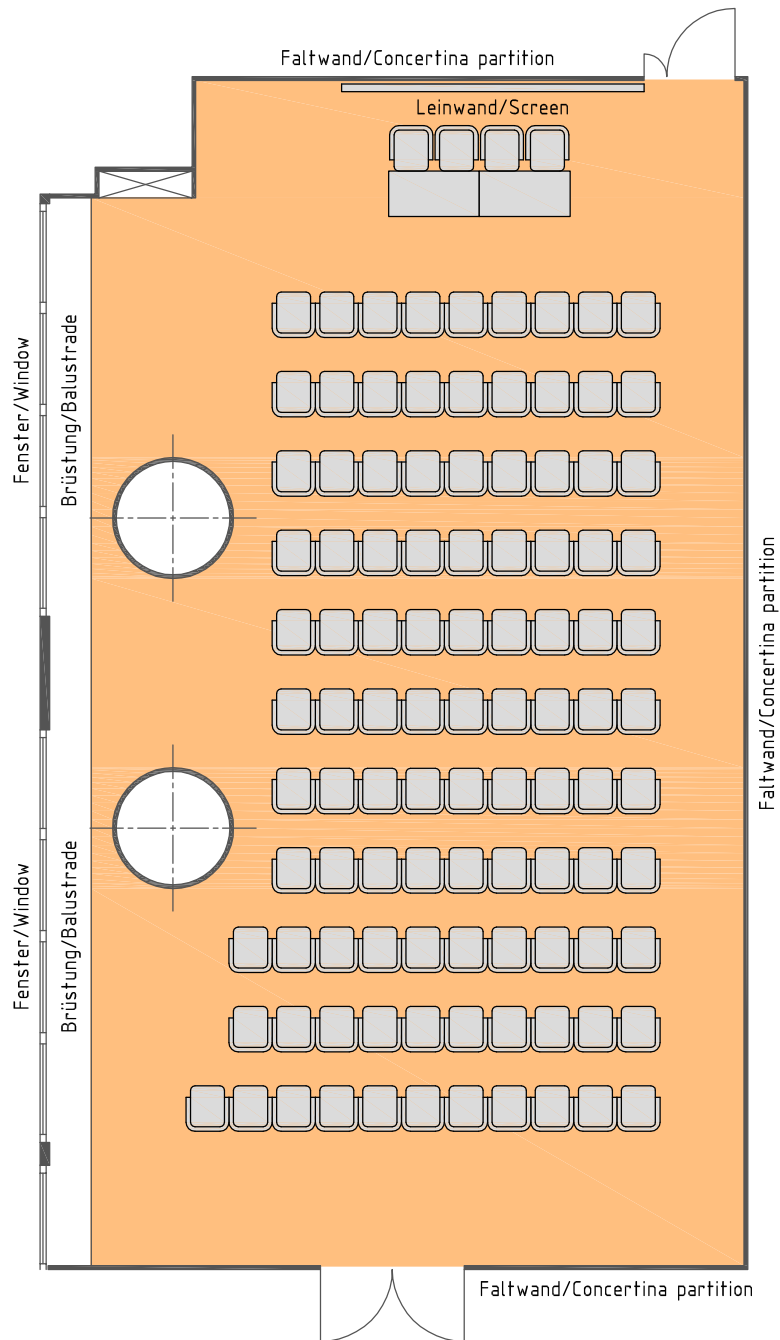 Faltwand/Concertina partition
Leinwand/Screen
Fenster/Window
Brüstung/Balustrade
Faltwand/Concertina partition
Fenster/Window
Brüstung/Balustrade
Faltwand/Concertina partition